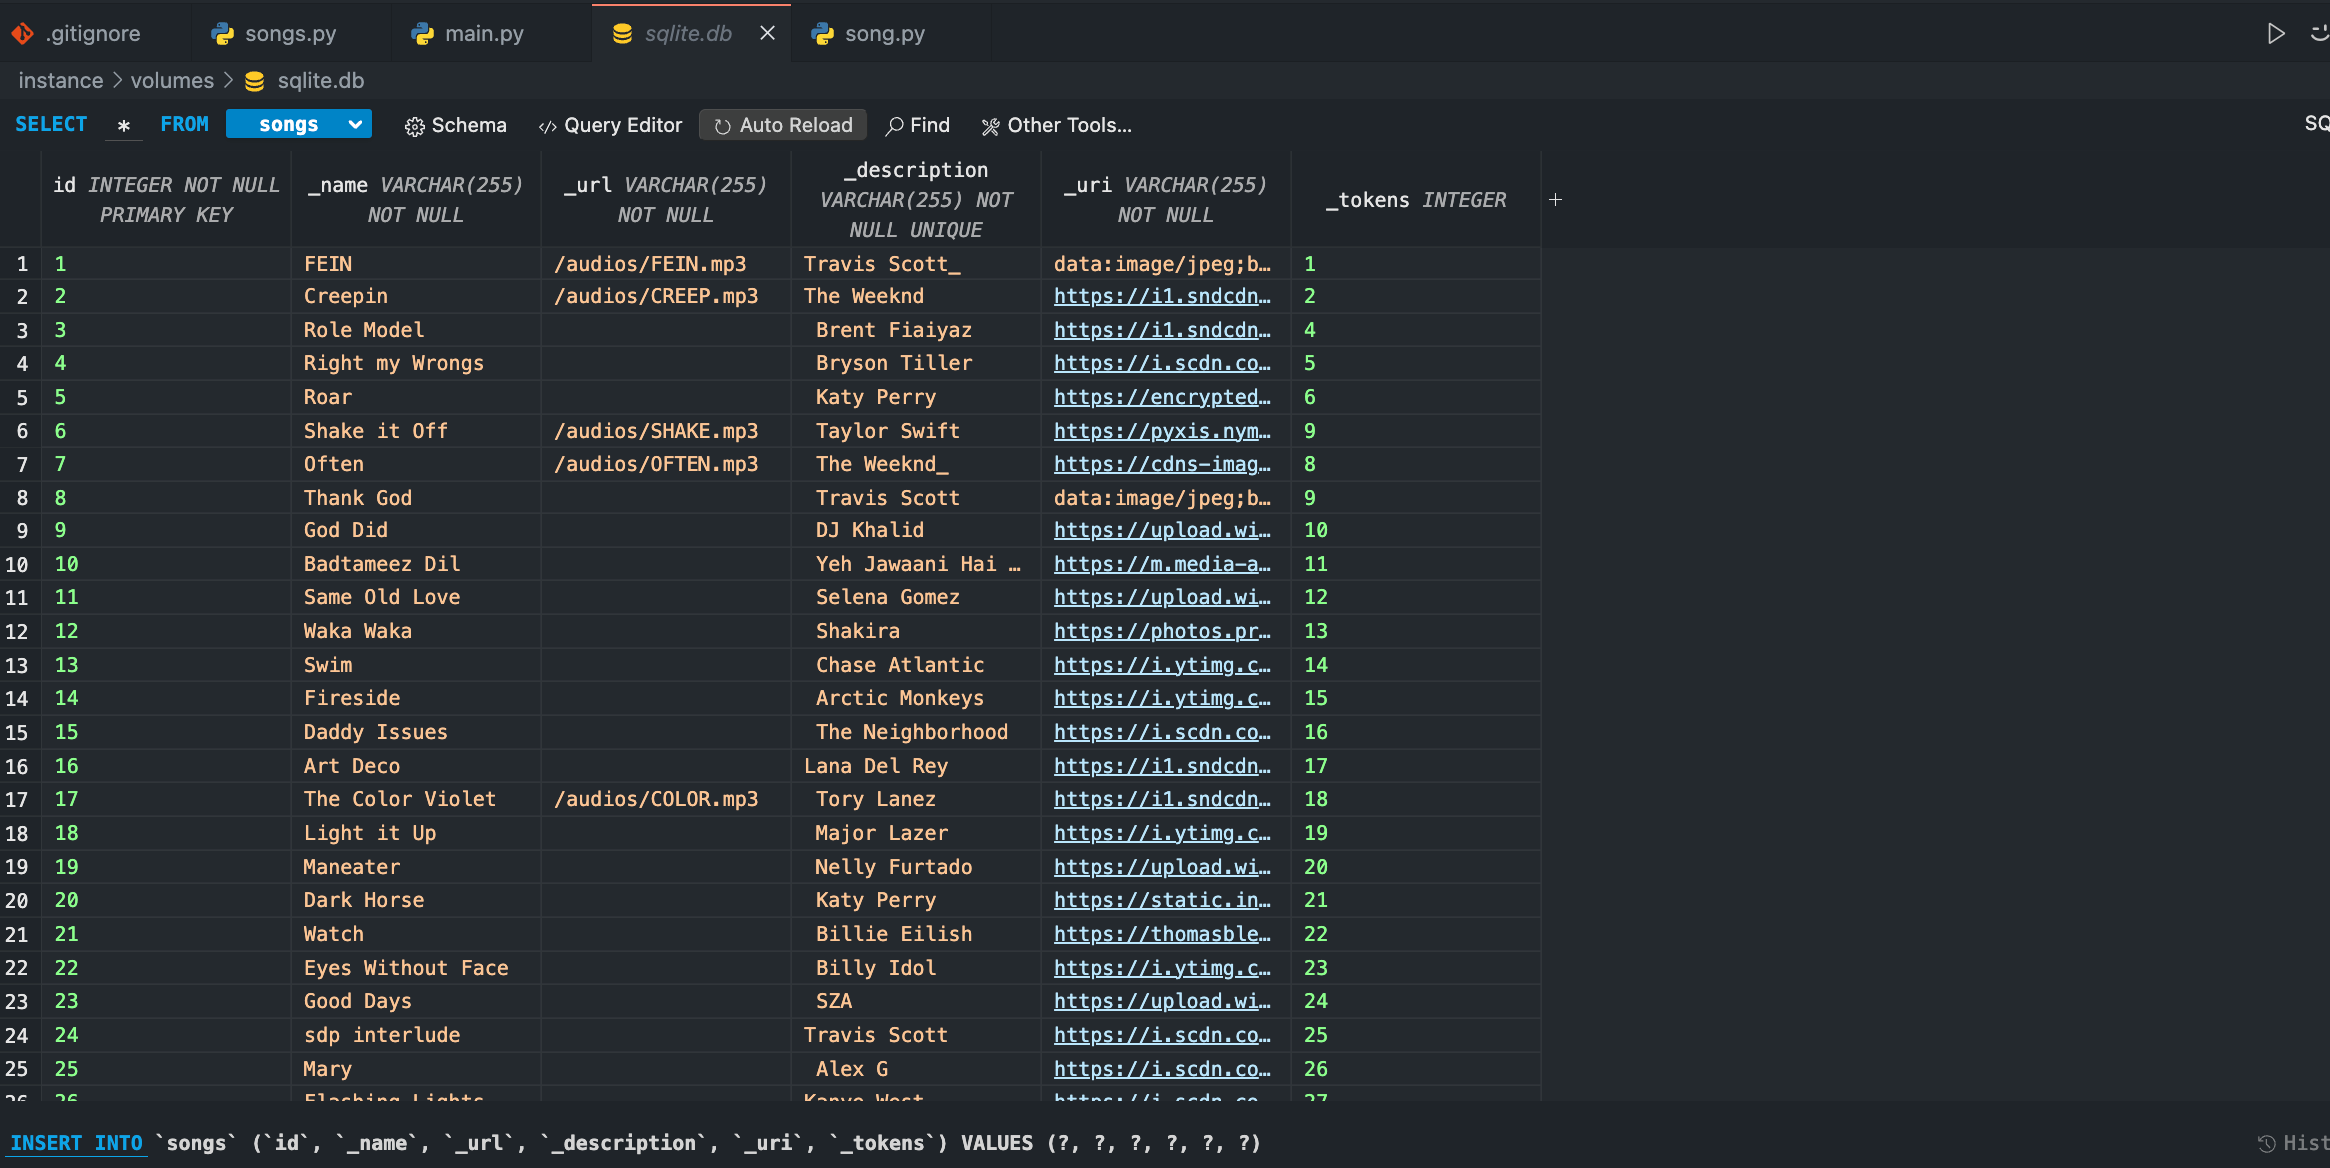 .gitignore songs.py main.py sqlite.db song.py
instance > volumes > sqlite.db
SELECT * FROM songs Schema </> Query Editor Auto Reload Find Other Tools... SQ
id INTEGER NOT NULL PRIMARY KEY _name VARCHAR(255) NOT NULL _url VARCHAR(255) NOT NULL _description VARCHAR(255) NOT NULL UNIQUE _uri VARCHAR(255) NOT NULL _tokens INTEGER +
1 1 FEIN /audios/FEIN.mp3 Travis Scott_ data:image/jpeg;b… 1
2 2 Creepin /audios/CREEP.mp3 The Weeknd https://i1.sndcdn… 2
3 3 Role Model Brent Fiaiyaz https://i1.sndcdn… 4
4 4 Right my Wrongs Bryson Tiller https://i.scdn.co… 5
5 5 Roar Katy Perry https://encrypted… 6
6 6 Shake it Off /audios/SHAKE.mp3 Taylor Swift https://pyxis.nym… 9
7 7 Often /audios/OFTEN.mp3 The Weeknd_ https://cdns-imag… 8
8 8 Thank God Travis Scott data:image/jpeg;b… 9
9 9 God Did DJ Khalid https://upload.wi… 10
10 10 Badtameez Dil Yeh Jawaani Hai … https://m.media-a… 11
11 11 Same Old Love Selena Gomez https://upload.wi… 12
12 12 Waka Waka Shakira https://photos.pr… 13
13 13 Swim Chase Atlantic https://i.ytimg.c… 14
14 14 Fireside Arctic Monkeys https://i.ytimg.c… 15
15 15 Daddy Issues The Neighborhood https://i.scdn.co… 16
16 16 Art Deco Lana Del Rey https://i1.sndcdn… 17
17 17 The Color Violet /audios/COLOR.mp3 Tory Lanez https://i1.sndcdn… 18
18 18 Light it Up Major Lazer https://i.ytimg.c… 19
19 19 Maneater Nelly Furtado https://upload.wi… 20
20 20 Dark Horse Katy Perry https://static.in… 21
21 21 Watch Billie Eilish https://thomasble… 22
22 22 Eyes Without Face Billy Idol https://i.ytimg.c… 23
23 23 Good Days SZA https://upload.wi… 24
24 24 sdp interlude Travis Scott https://i.scdn.co… 25
25 25 Mary Alex G https://i.scdn.co… 26
26 26 Flashing Lights Kanye West https://i.scdn.co… 27
INSERT INTO `songs` (`id`, `_name`, `_url`, `_description`, `_uri`, `_tokens`) VALUES (?, ?, ?, ?, ?, ?) Hist